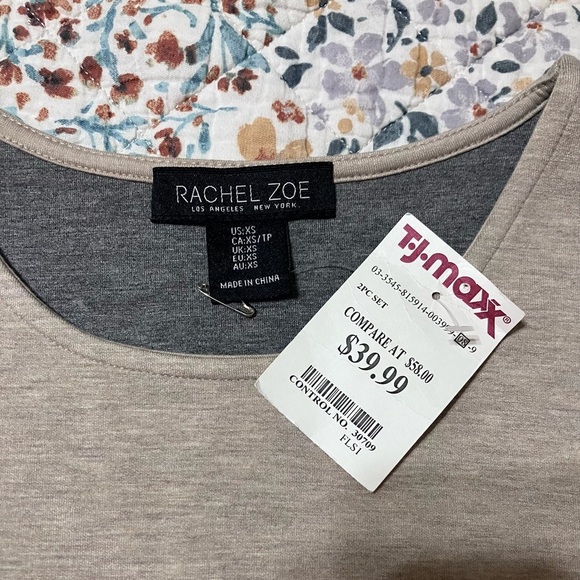 RACHEL ZOE
LOS ANGELES NEW YORK
US:XS
CA:XS/TP
UK:XS
EU:XS
AU:XS
MADE IN CHINA
T·J·maxx®
2PC SET
COMPARE AT $58.00
$39.99
CONTROL NO. 30709
FLS1